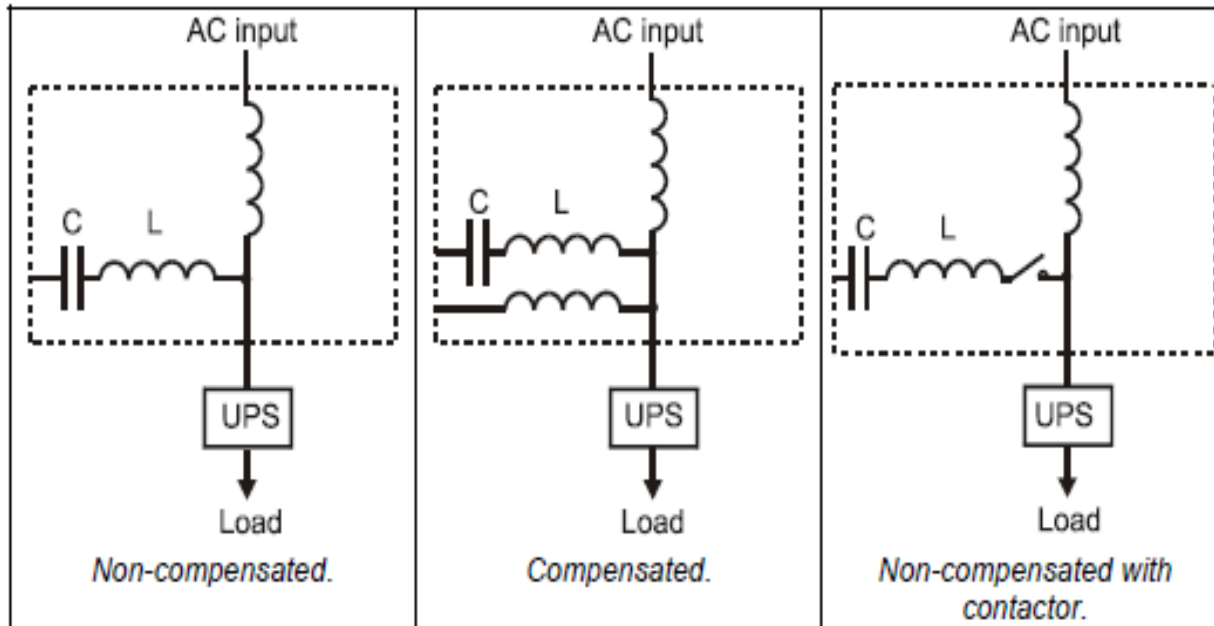 AC input
C
L
UPS
Load
Non-compensated.
AC input
C
L
UPS
Load
Compensated.
AC input
C
L
UPS
Load
Non-compensated with
contactor.